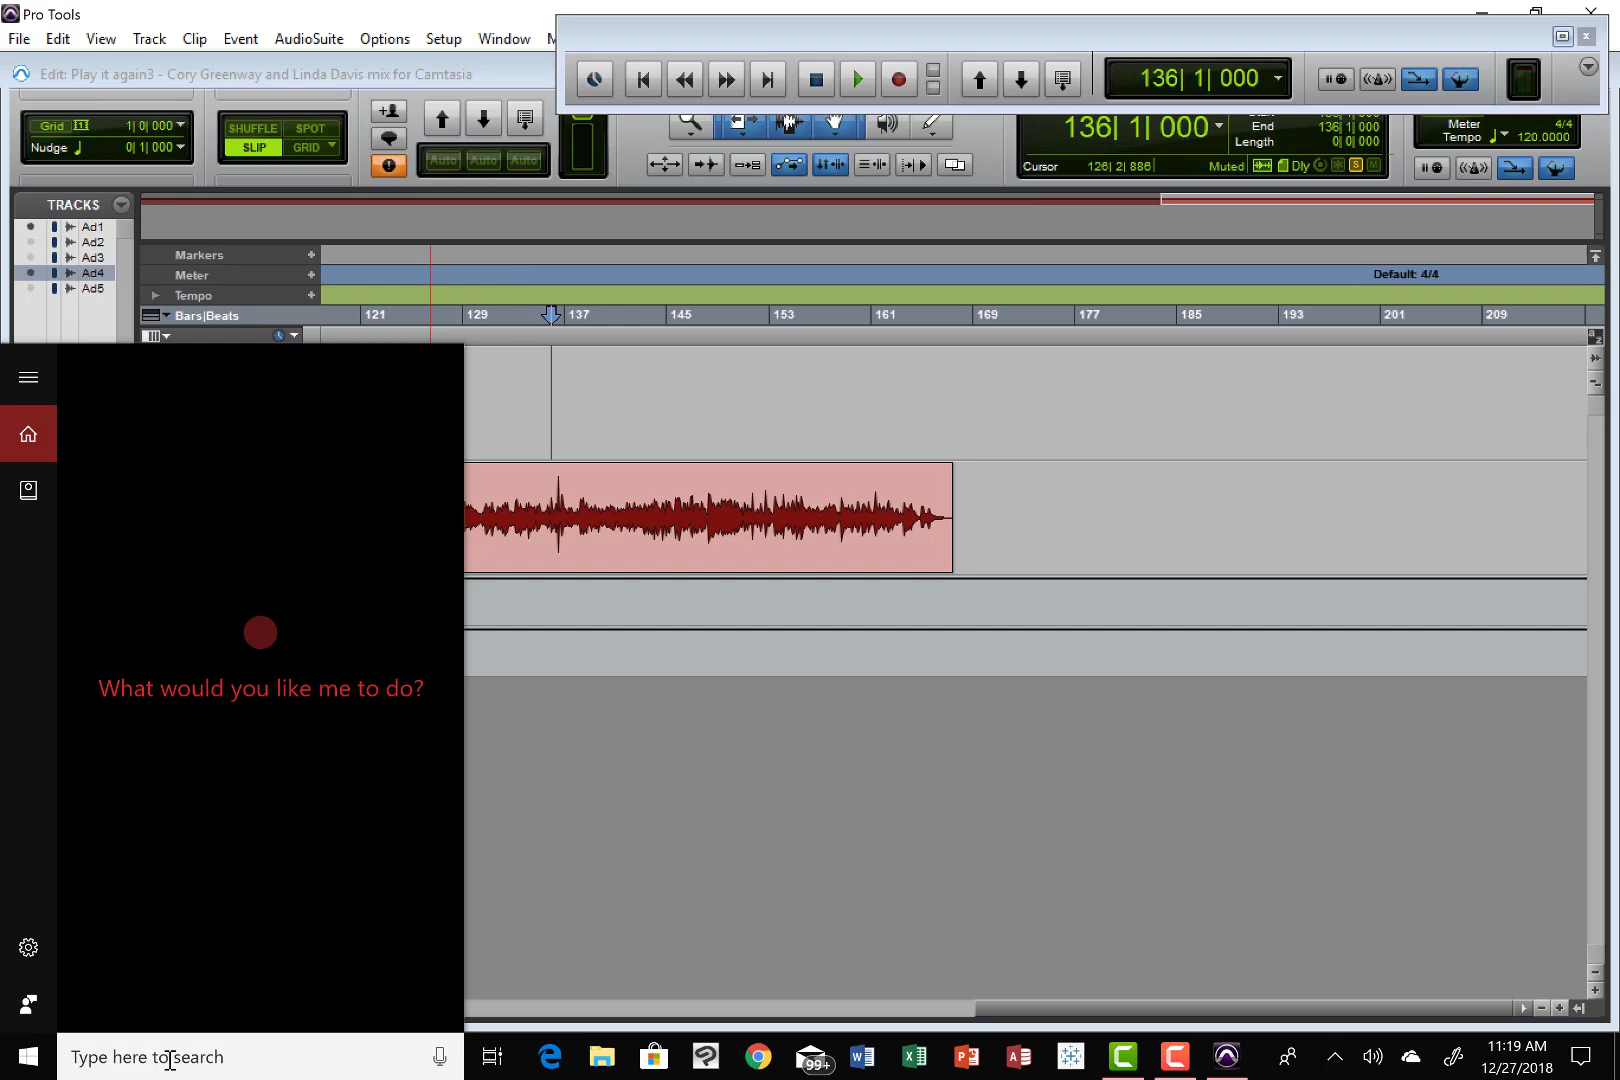 Pro Tools
File Edit View Track Clip Event AudioSuite Options Setup Window
Edit: Play it again3 - Cory Greenway and Linda Davis mix for Camtasia
136| 1| 000
Grid 1| 0| 000
Nudge 0| 1| 000
SHUFFLE SPOT
SLIP GRID
Auto Auto Auto
136| 1| 000
End 136| 1| 000
Length 0| 0| 000
Cursor 126| 2| 886
Muted Dly S M
Meter 4/4
Tempo 120.0000
TRACKS
Ad1
Ad2
Ad3
Ad4
Ad5
Markers +
Meter +
Default: 4/4
Tempo +
Bars|Beats
121 129 137 145 153 161 169 177 185 193 201 209
What would you like me to do?
Type here to search
99+
11:19 AM
12/27/2018